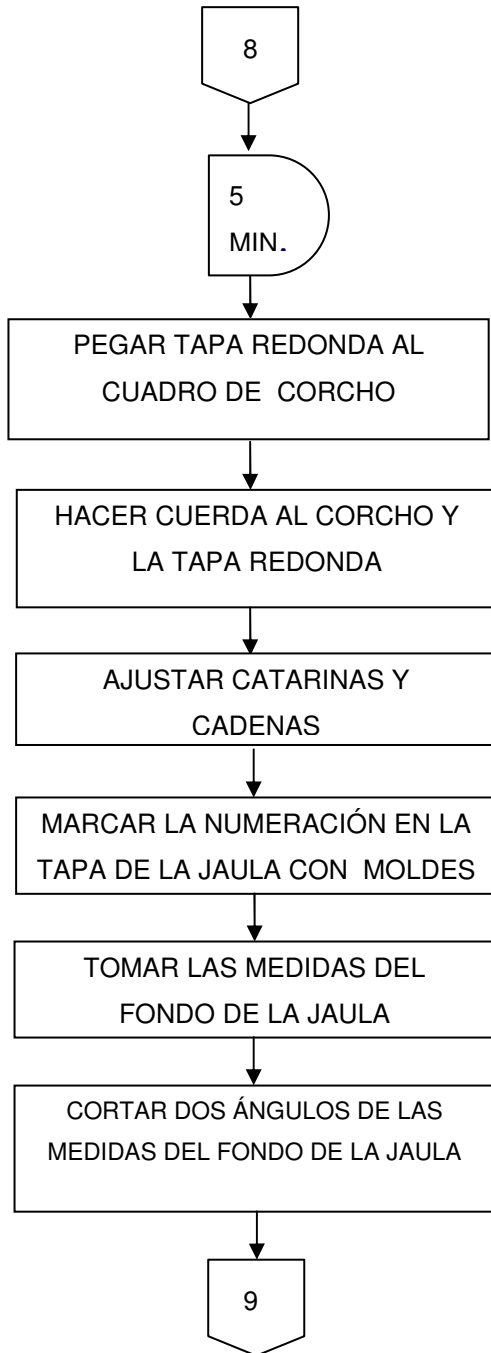 8
5
MIN.
PEGAR TAPA REDONDA AL
CUADRO DE CORCHO
HACER CUERDA AL CORCHO Y
LA TAPA REDONDA
AJUSTAR CATARINAS Y
CADENAS
MARCAR LA NUMERACIÓN EN LA
TAPA DE LA JAULA CON MOLDES
TOMAR LAS MEDIDAS DEL
FONDO DE LA JAULA
CORTAR DOS ÁNGULOS DE LAS
MEDIDAS DEL FONDO DE LA JAULA
9